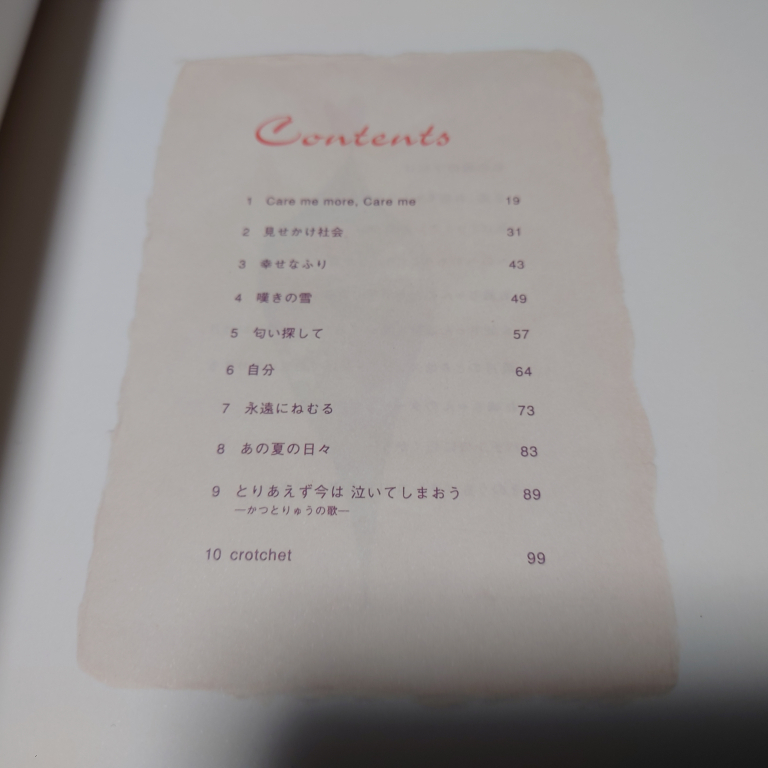 Contents
1 Care me more, Care me 19
2 見せかけ社会 31
3 幸せなふり 43
4 嘆きの雪 49
5 匂い探して 57
6 自分 64
7 永遠にねむる 73
8 あの夏の日々 83
9 とりあえず今は 泣いてしまおう 89
―かつとりゅうの歌―
10 crotchet 99